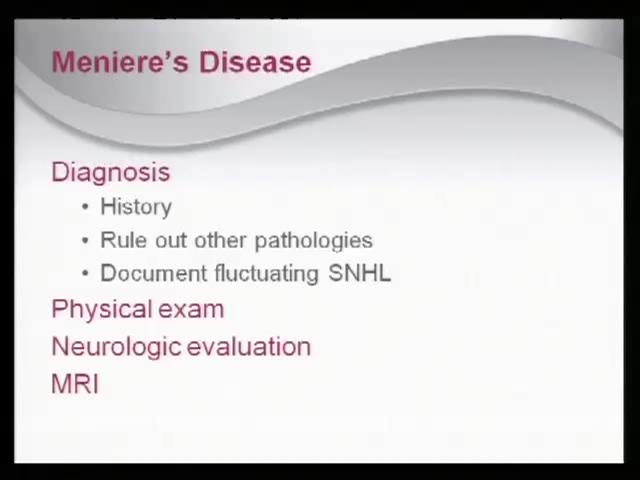 Meniere's Disease
Diagnosis
• History
• Rule out other pathologies
• Document fluctuating SNHL
Physical exam
Neurologic evaluation
MRI